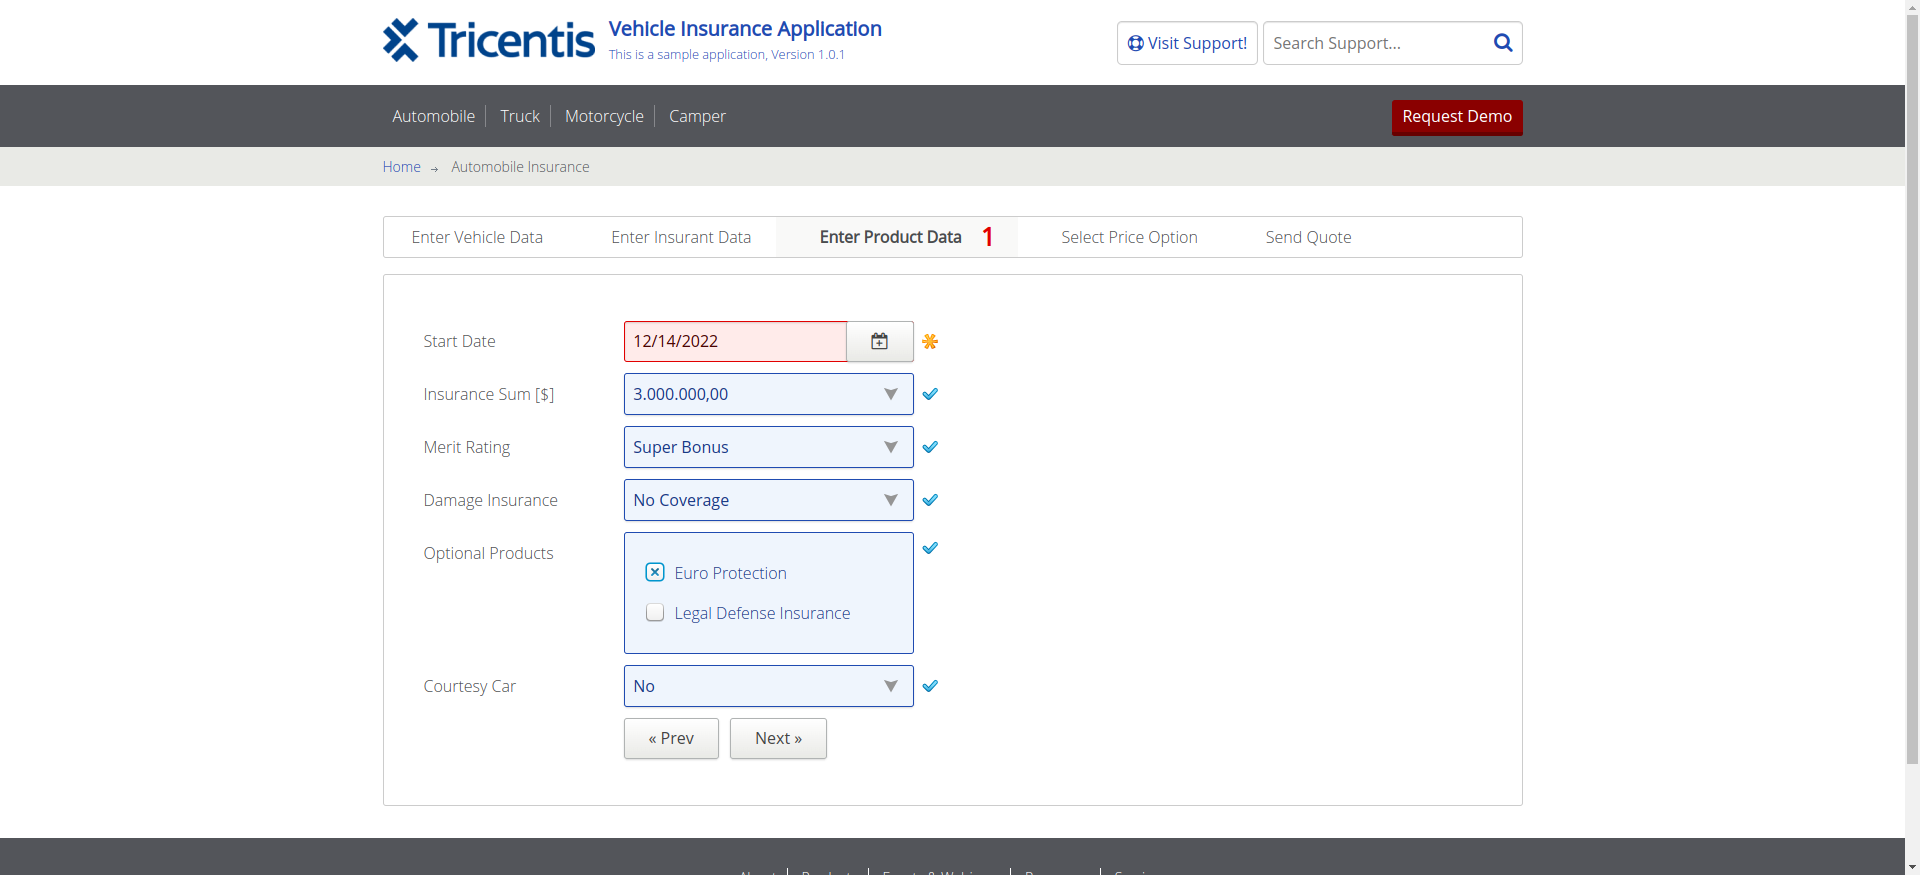 Tricentis
Vehicle Insurance Application
This is a sample application, Version 1.0.1
Visit Support!
Search Support...
Automobile
Truck
Motorcycle
Camper
Request Demo
Home → Automobile Insurance
Enter Vehicle Data
Enter Insurant Data
Enter Product Data 1
Select Price Option
Send Quote
Start Date
12/14/2022
Insurance Sum [$]
3.000.000,00
Merit Rating
Super Bonus
Damage Insurance
No Coverage
Optional Products
Euro Protection
Legal Defense Insurance
Courtesy Car
No
« Prev
Next »